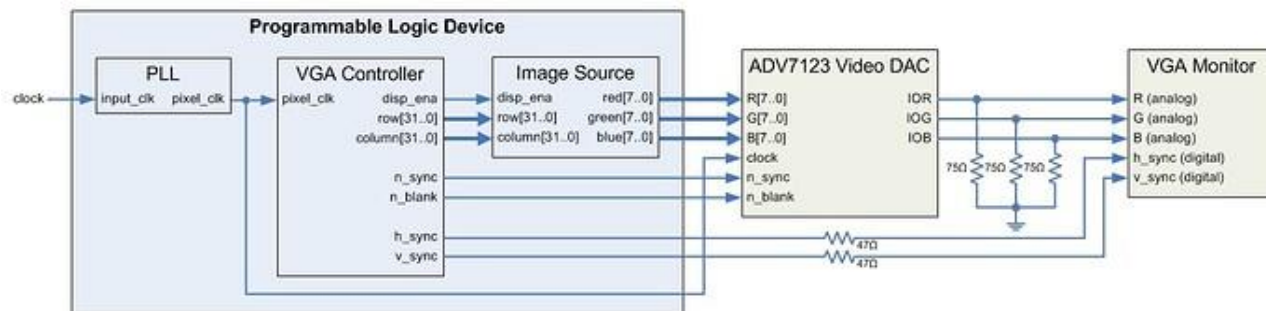 Programmable Logic Device
PLL
input_clk pixel_clk
clock
VGA Controller
pixel_clk disp_ena
row[31..0]
column[31..0]
n_sync
n_blank
h_sync
v_sync
Image Source
disp_ena red[7..0]
row[31..0] green[7..0]
column[31..0] blue[7..0]
ADV7123 Video DAC
R[7..0] IOR
G[7..0] IOG
B[7..0] IOB
clock
n_sync
n_blank
75Ω 75Ω 75Ω
47Ω
47Ω
VGA Monitor
R (analog)
G (analog)
B (analog)
h_sync (digital)
v_sync (digital)